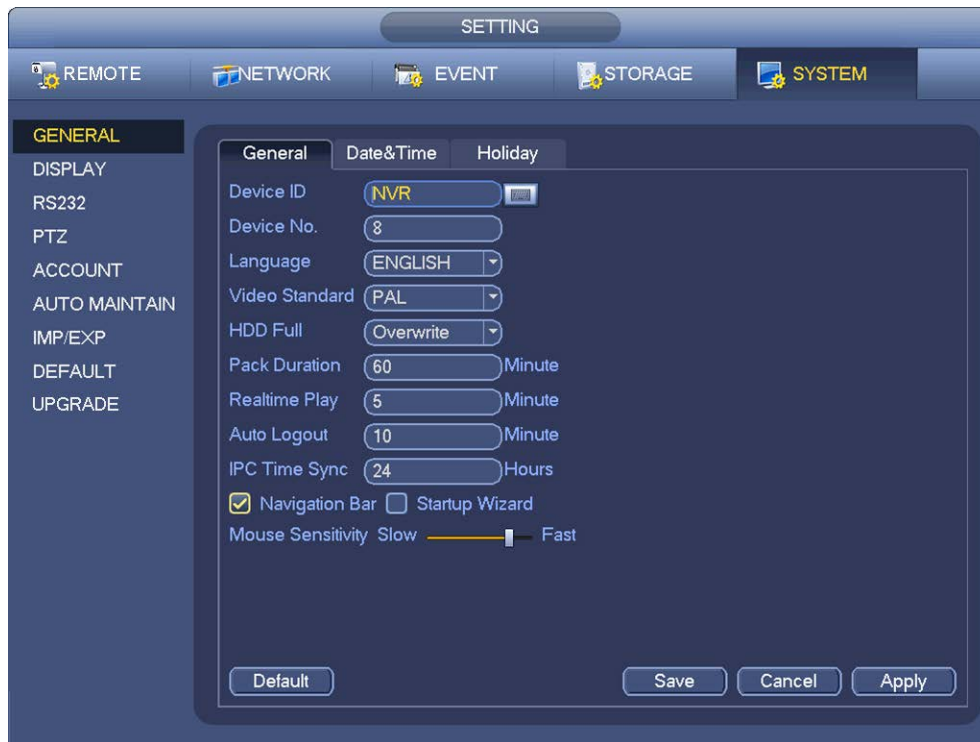 SETTING
REMOTE NETWORK EVENT STORAGE SYSTEM
GENERAL
DISPLAY
RS232
PTZ
ACCOUNT
AUTO MAINTAIN
IMP/EXP
DEFAULT
UPGRADE
General Date&Time Holiday
Device ID NVR
Device No. 8
Language ENGLISH
Video Standard PAL
HDD Full Overwrite
Pack Duration 60 Minute
Realtime Play 5 Minute
Auto Logout 10 Minute
IPC Time Sync 24 Hours
Navigation Bar Startup Wizard
Mouse Sensitivity Slow Fast
Default Save Cancel Apply